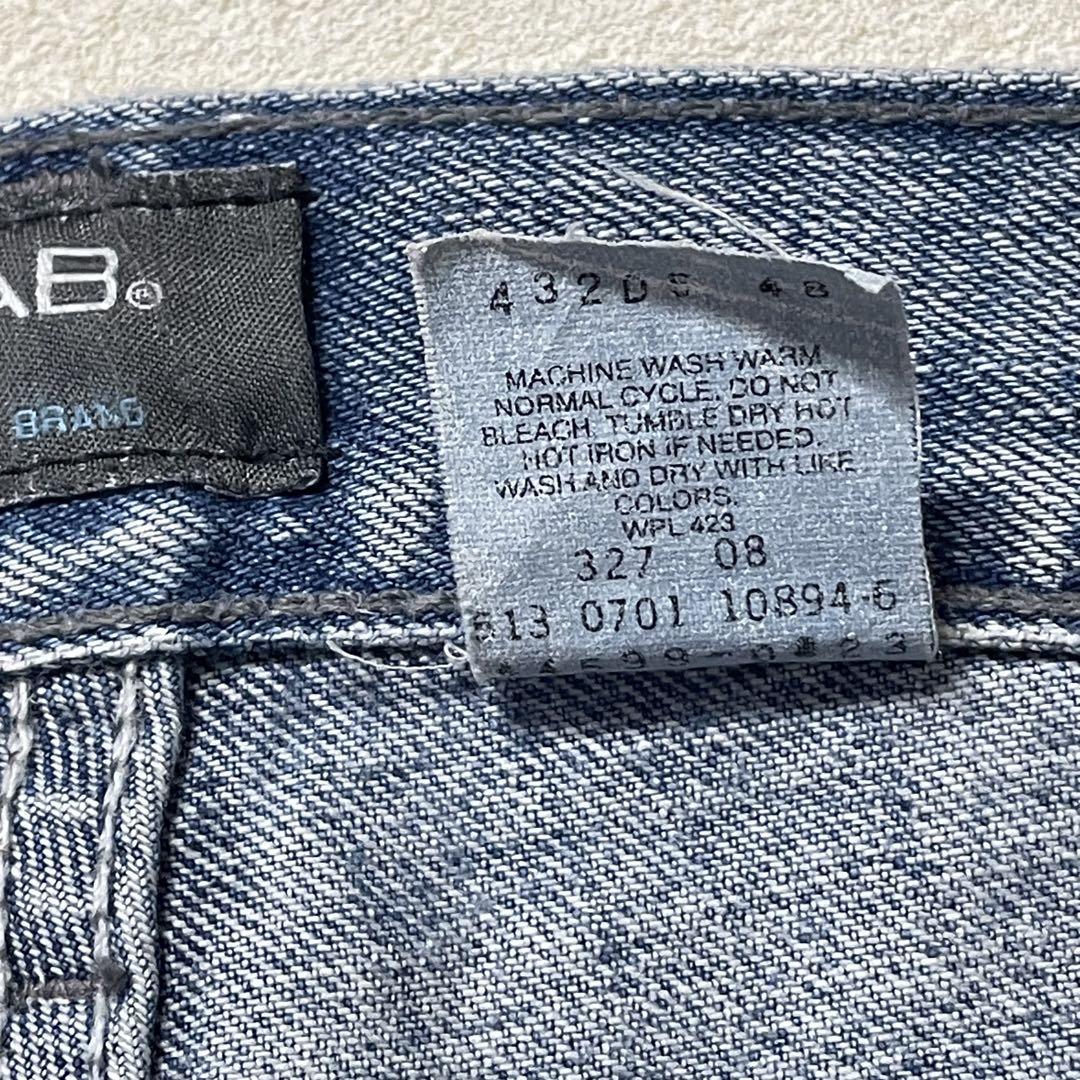 AB®
BRAND
432DS 48
MACHINE WASH WARM
NORMAL CYCLE. DO NOT
BLEACH. TUMBLE DRY HOT.
HOT IRON IF NEEDED.
WASH AND DRY WITH LIKE
COLORS.
WPL 423
327 08
513 0701 10894-6